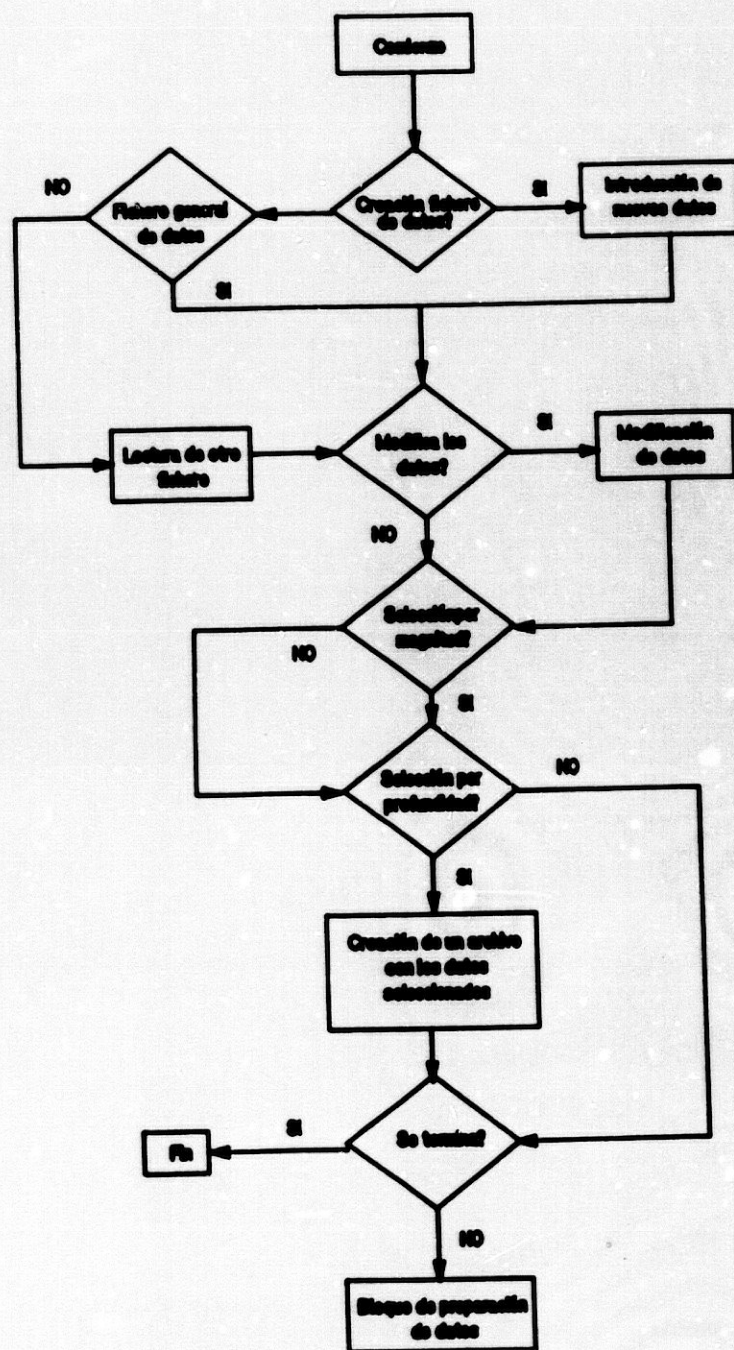 Comienzo
NO
Fichero general
de datos
Creación fichero
de datos?
SI
Introducción de
nuevos datos
SI
Lectura de otro
fichero
Modifica los
datos?
SI
Modificación
de datos
NO
Selección por
magnitud?
NO
SI
Selección por
profundidad?
NO
SI
Creación de un archivo
con los datos
seleccionados
Se termina?
SI
Fin
NO
Bloque de preparación
de datos